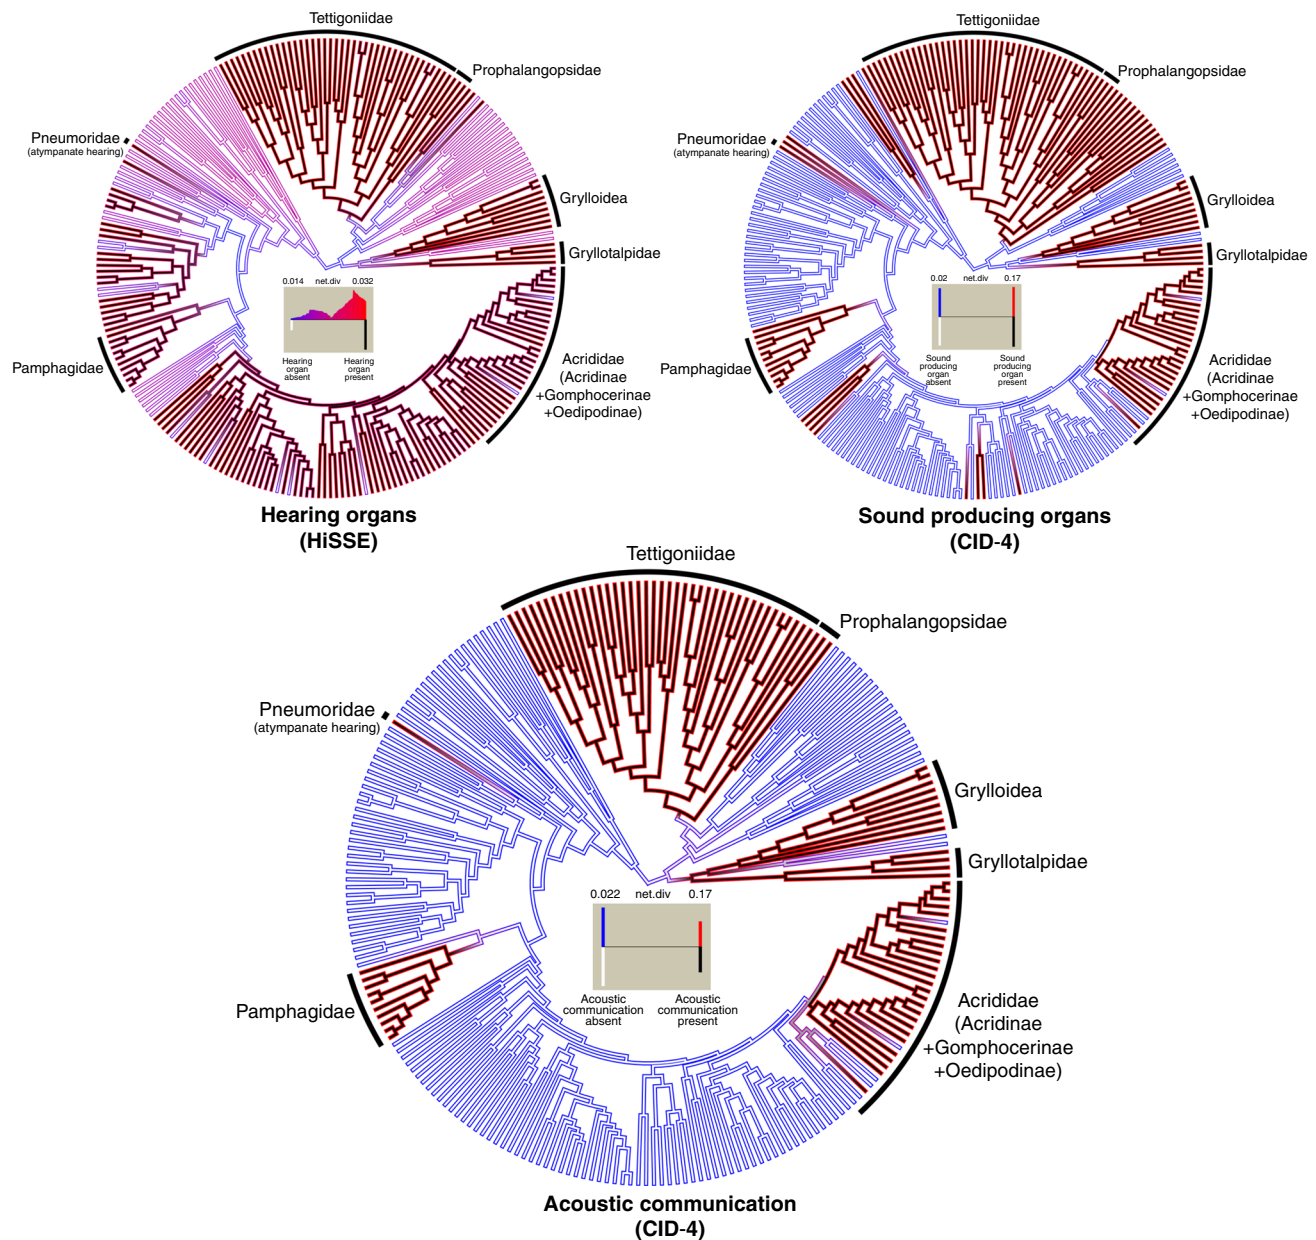 Tettigoniidae
Prophalangopsidae
Pneumoridae
(atympanate hearing)
Grylloidea
Gryllotalpidae
0.014 net.div 0.032
Hearing
organ
absent
Hearing
organ
present
Pamphagidae
Acrididae
(Acridinae
+Gomphocerinae
+Oedipodinae)
Hearing organs
(HiSSE)
Tettigoniidae
Prophalangopsidae
Pneumoridae
(atympanate hearing)
Grylloidea
Gryllotalpidae
0.02 net.div 0.17
Sound
producing
organ
absent
Sound
producing
organ
present
Pamphagidae
Acrididae
(Acridinae
+Gomphocerinae
+Oedipodinae)
Sound producing organs
(CID-4)
Tettigoniidae
Prophalangopsidae
Pneumoridae
(atympanate hearing)
Grylloidea
Gryllotalpidae
0.022 net.div 0.17
Acoustic
communication
absent
Acoustic
communication
present
Pamphagidae
Acrididae
(Acridinae
+Gomphocerinae
+Oedipodinae)
Acoustic communication
(CID-4)